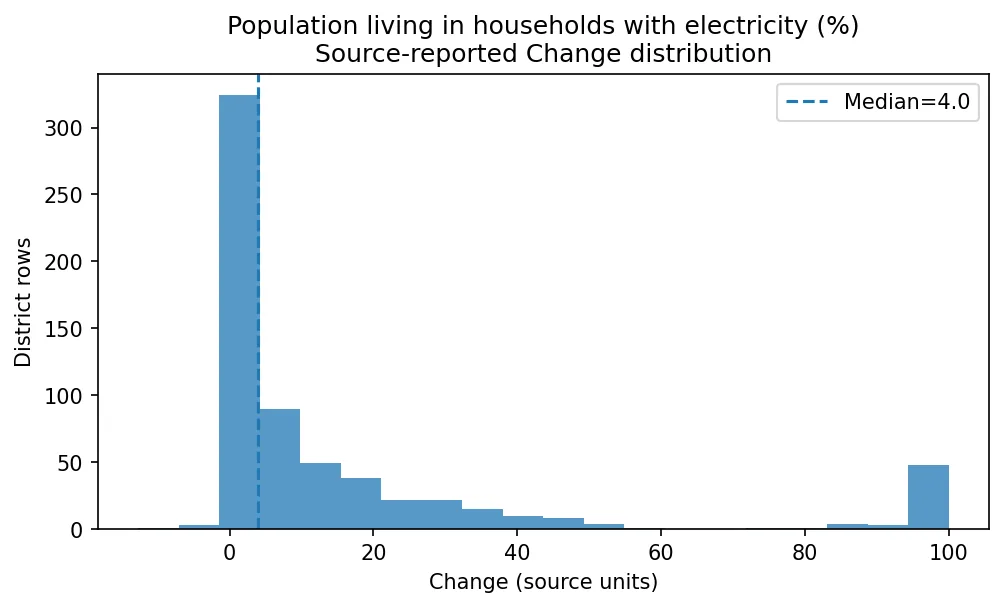 Population living in households with electricity (%)
Source-reported Change distribution
Median=4.0
District rows
300
250
200
150
100
50
0
0 20 40 60 80 100
Change (source units)